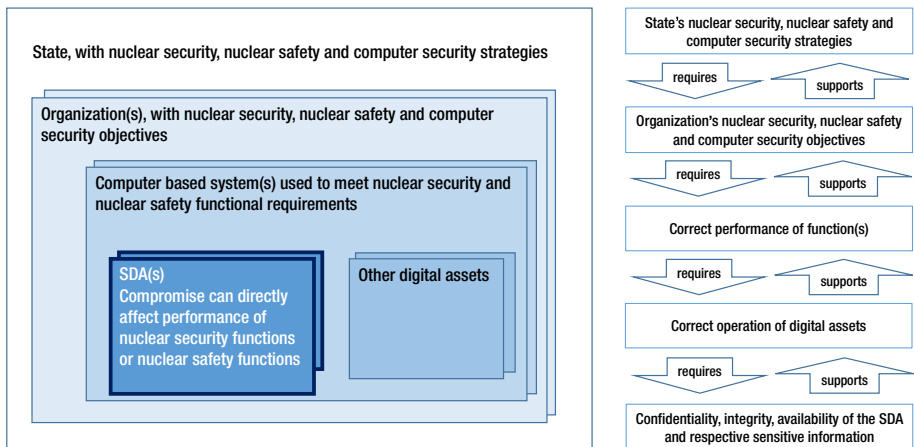 State, with nuclear security, nuclear safety and computer security strategies
Organization(s), with nuclear security, nuclear safety and computer
security objectives
Computer based system(s) used to meet nuclear security and
nuclear safety functional requirements
SDA(s)
Compromise can directly
affect performance of
nuclear security functions
or nuclear safety functions
Other digital assets
State’s nuclear security, nuclear safety and
computer security strategies
requires
supports
Organization’s nuclear security, nuclear safety
and computer security objectives
requires
supports
Correct performance of function(s)
requires
supports
Correct operation of digital assets
requires
supports
Confidentiality, integrity, availability of the SDA
and respective sensitive information